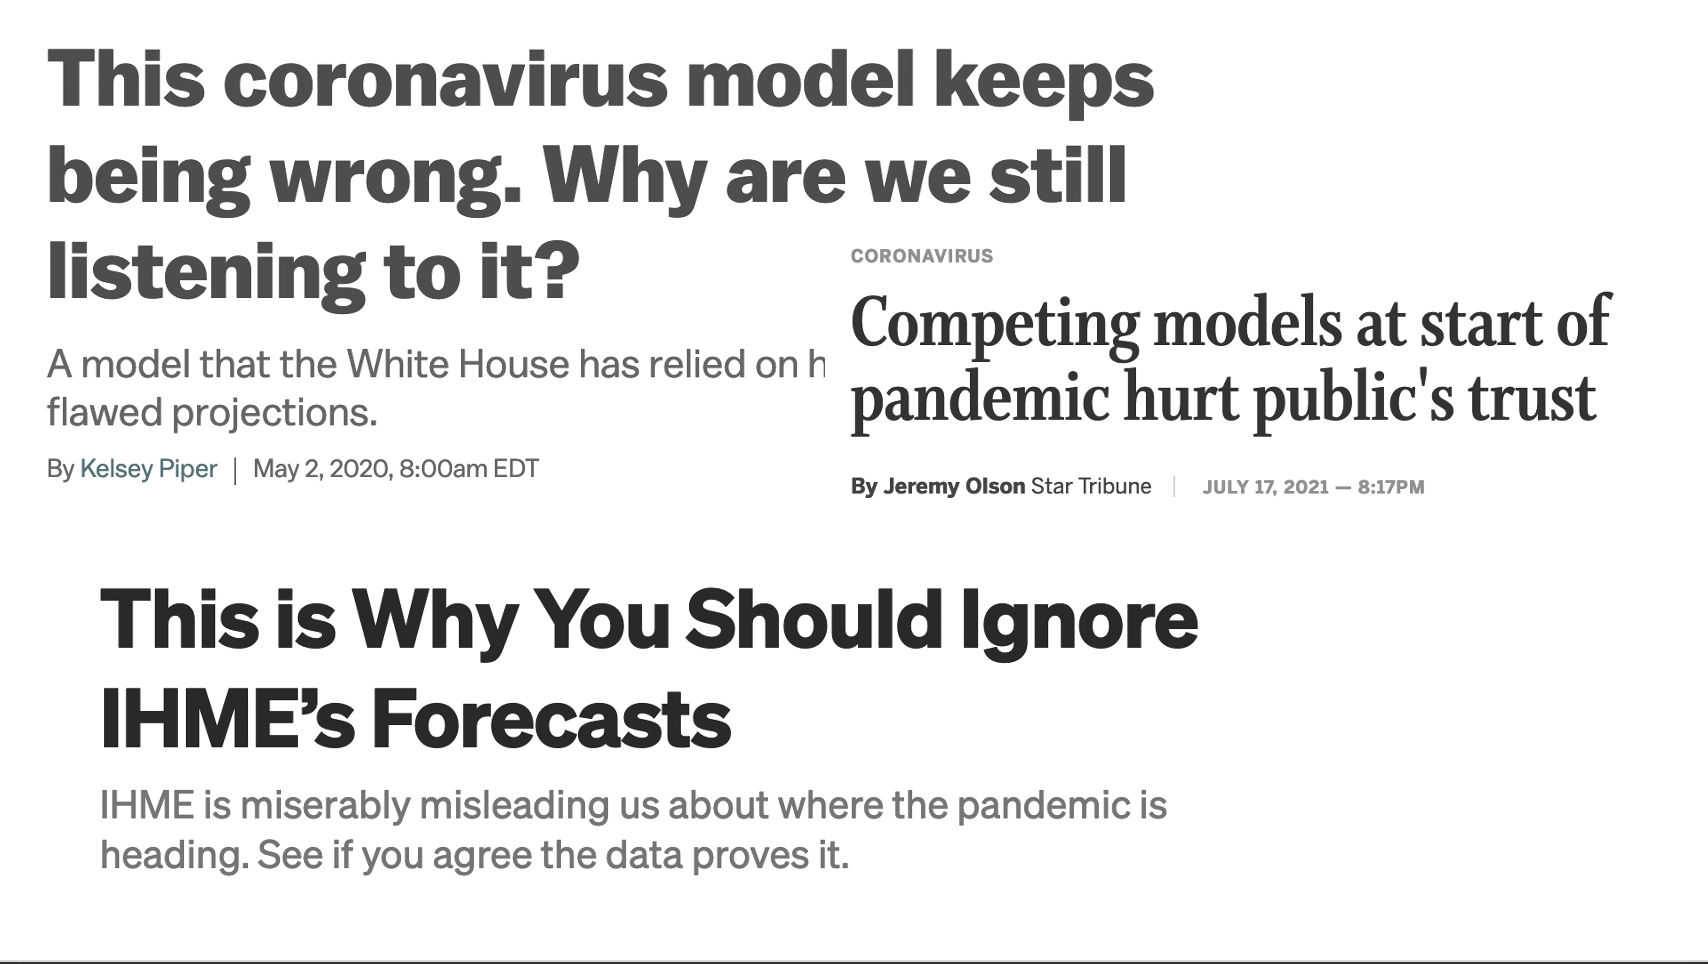 This coronavirus model keeps
being wrong. Why are we still
listening to it?
A model that the White House has relied on
flawed projections.
By Kelsey Piper | May 2, 2020, 8:00am EDT
CORONAVIRUS
Competing models at start of
pandemic hurt public's trust
By Jeremy Olson Star Tribune | JULY 17, 2021 — 8:17PM
This is Why You Should Ignore
IHME’s Forecasts
IHME is miserably misleading us about where the pandemic is
heading. See if you agree the data proves it.